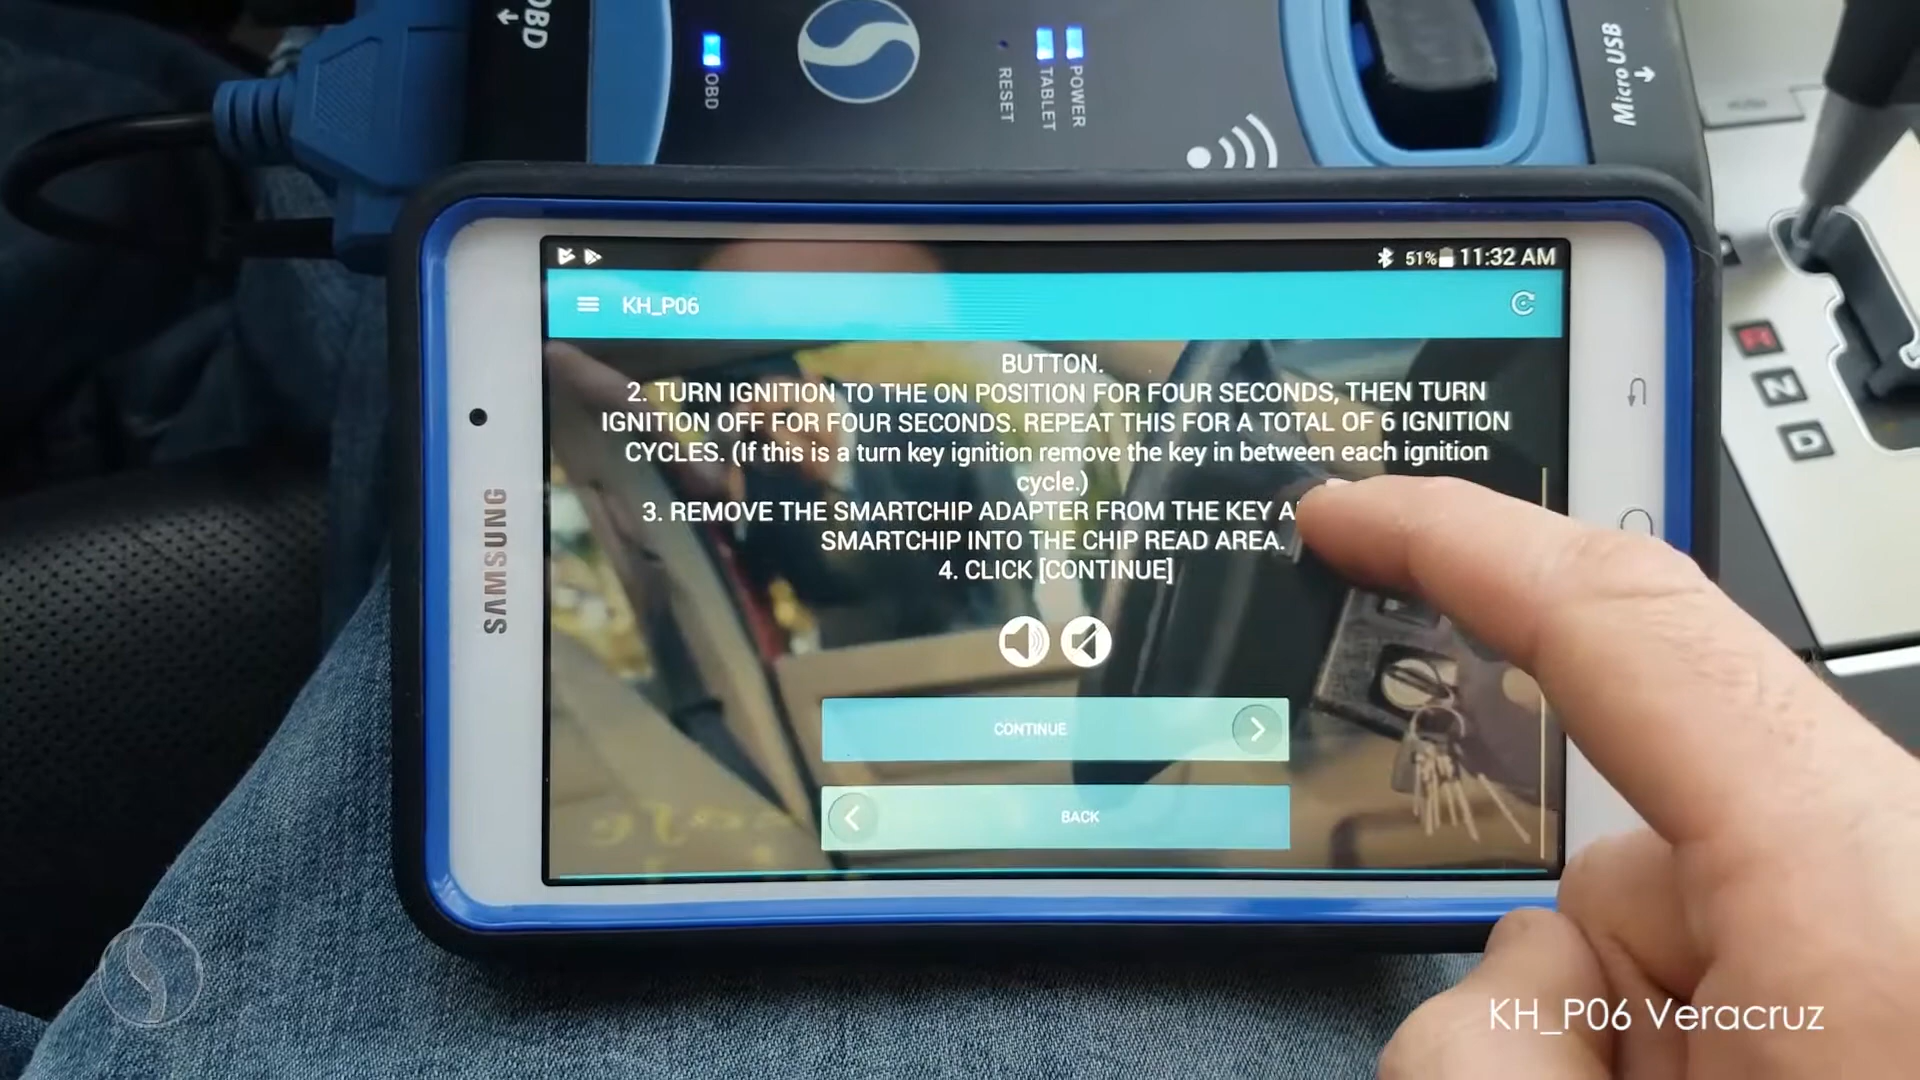 OBD
OBD
RESET
TABLET
POWER
MicroUSB
SAMSUNG
51% 11:32 AM
KH_P06
BUTTON.
2. TURN IGNITION TO THE ON POSITION FOR FOUR SECONDS, THEN TURN
IGNITION OFF FOR FOUR SECONDS. REPEAT THIS FOR A TOTAL OF 6 IGNITION
CYCLES. (If this is a turn key ignition remove the key in between each ignition
cycle.)
3. REMOVE THE SMARTCHIP ADAPTER FROM THE KEY
SMARTCHIP INTO THE CHIP READ AREA.
4. CLICK [CONTINUE]
CONTINUE
BACK
R
N
D
KH_P06 Veracruz